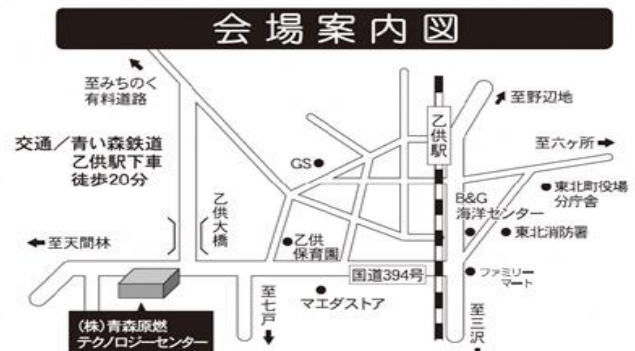 会場案内図
至みちのく
有料道路
至野辺地
乙供駅
至六ヶ所
交通／青い森鉄道
乙供駅下車
徒歩20分
GS
東北町役場
分庁舎
B&G
海洋センター
東北消防署
乙供大橋
乙供
保育園
至天間林
国道394号
ファミリー
マート
至七戸
マエダストア
至三沢
(株)青森原燃
テクノロジーセンター